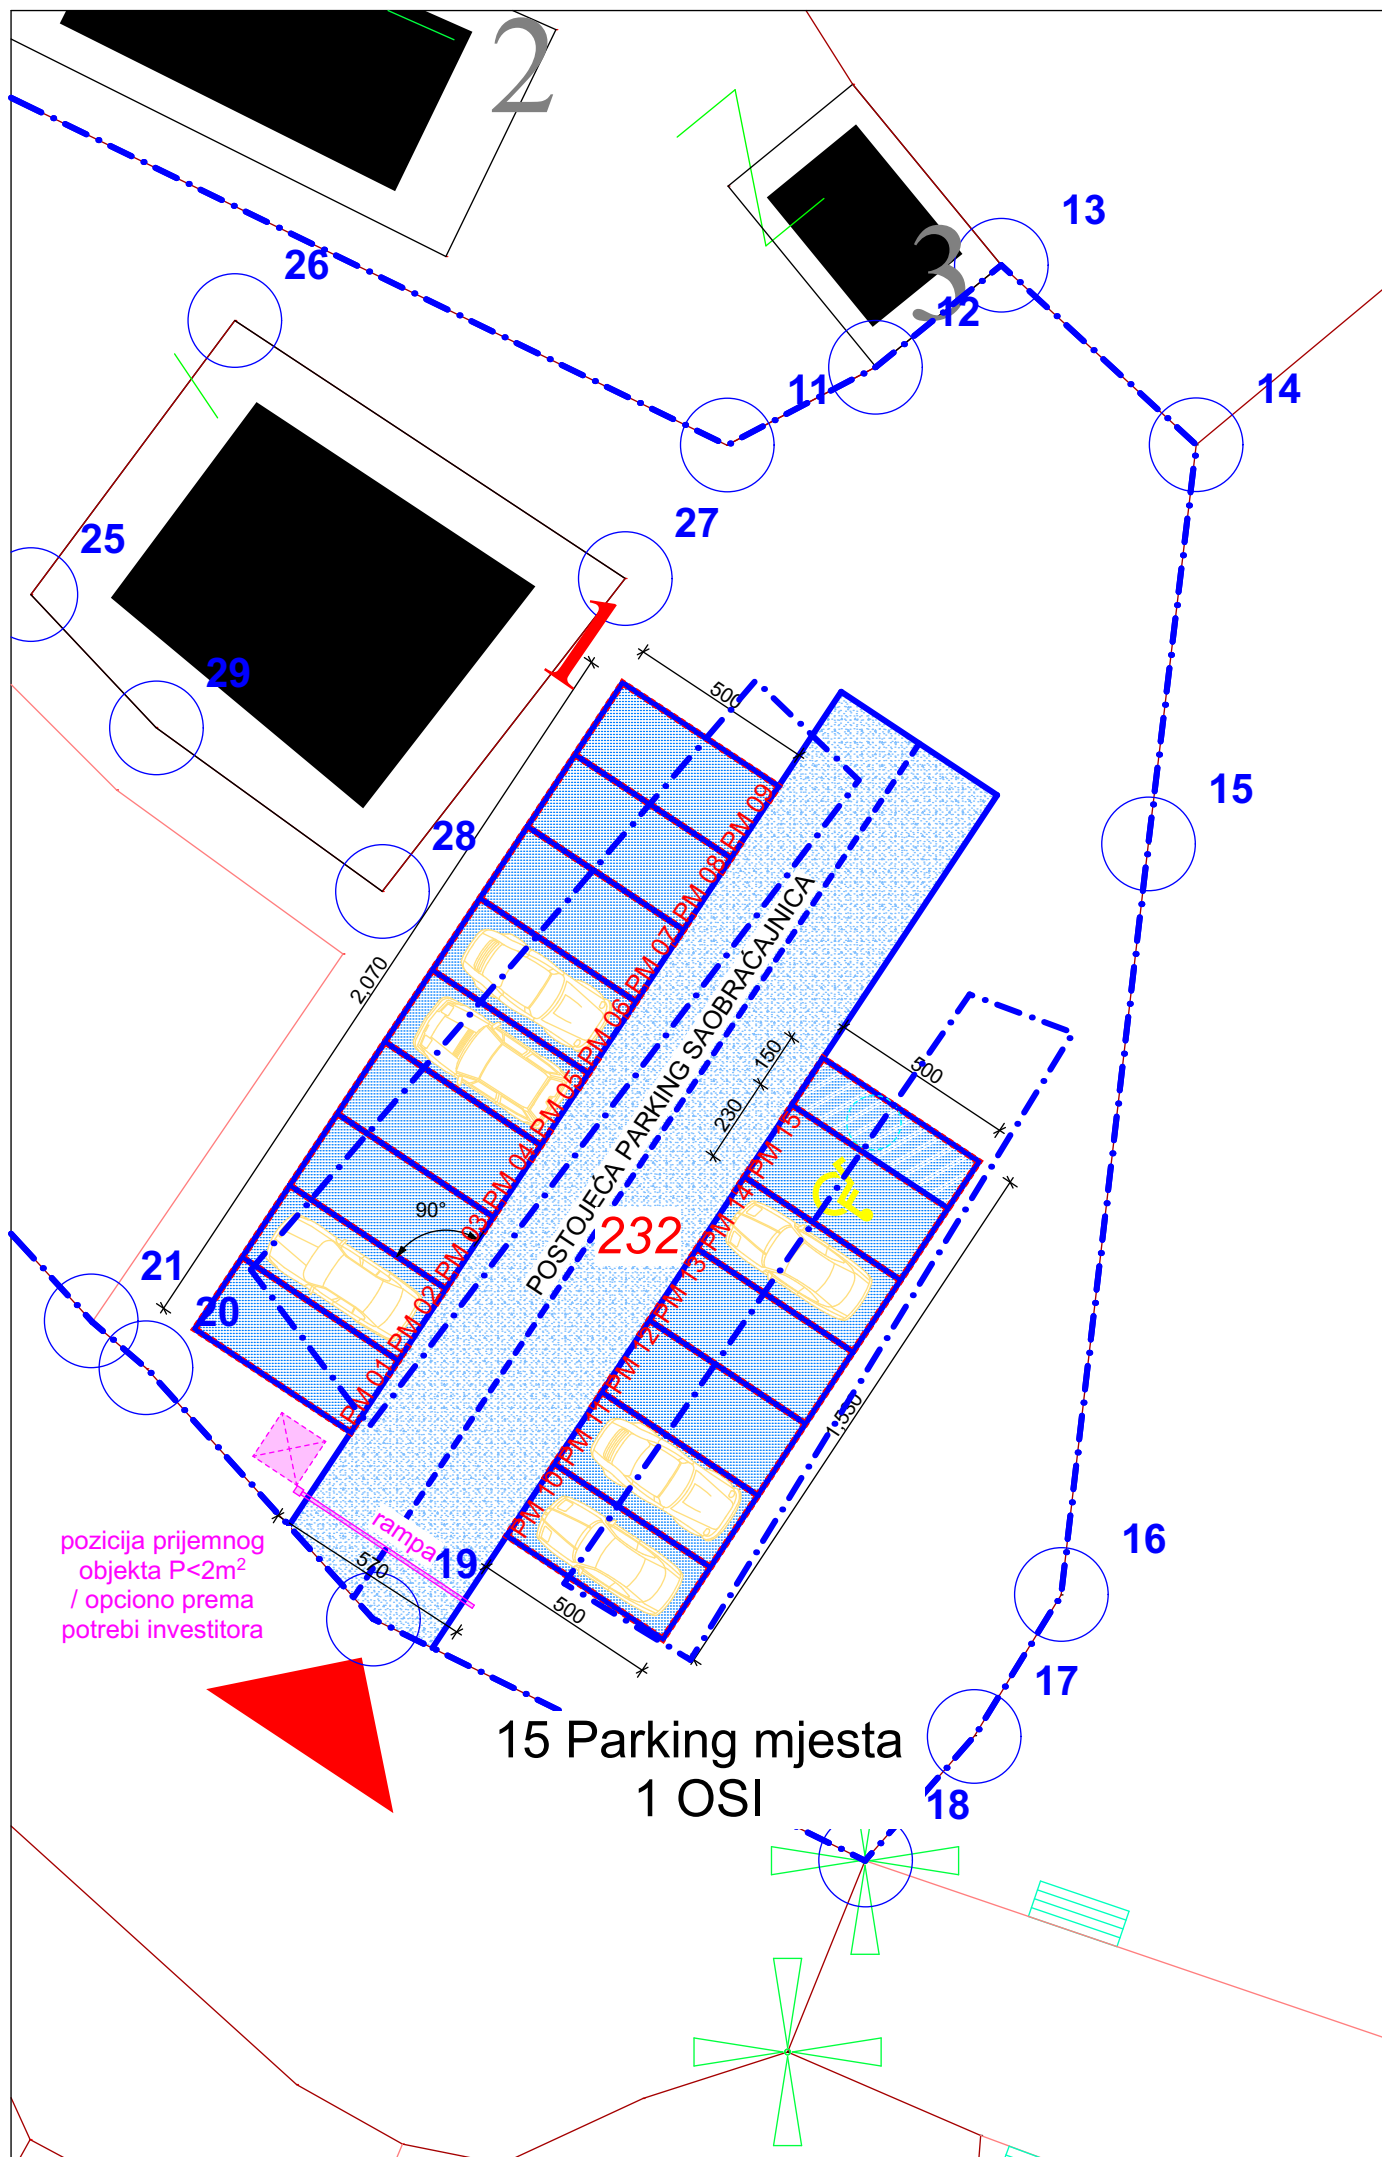 2
3
13
12
26
11
14
25
27
1
29
500
15
28
PM 09
PM 08
PM 07
PM 06
PM 05
PM 04
PM 03
PM 02
PM 01
2,070
POSTOJEĆA PARKING SAOBRAĆAJNICA
150
230
500
90°
232
PM 15
PM 14
PM 13
PM 12
PM 11
PM 10
21
20
1,550
rampa
570
19
500
16
pozicija prijemnog
objekta P<2m²
/ opciono prema
potrebi investitora
17
15 Parking mjesta
1 OSI
18